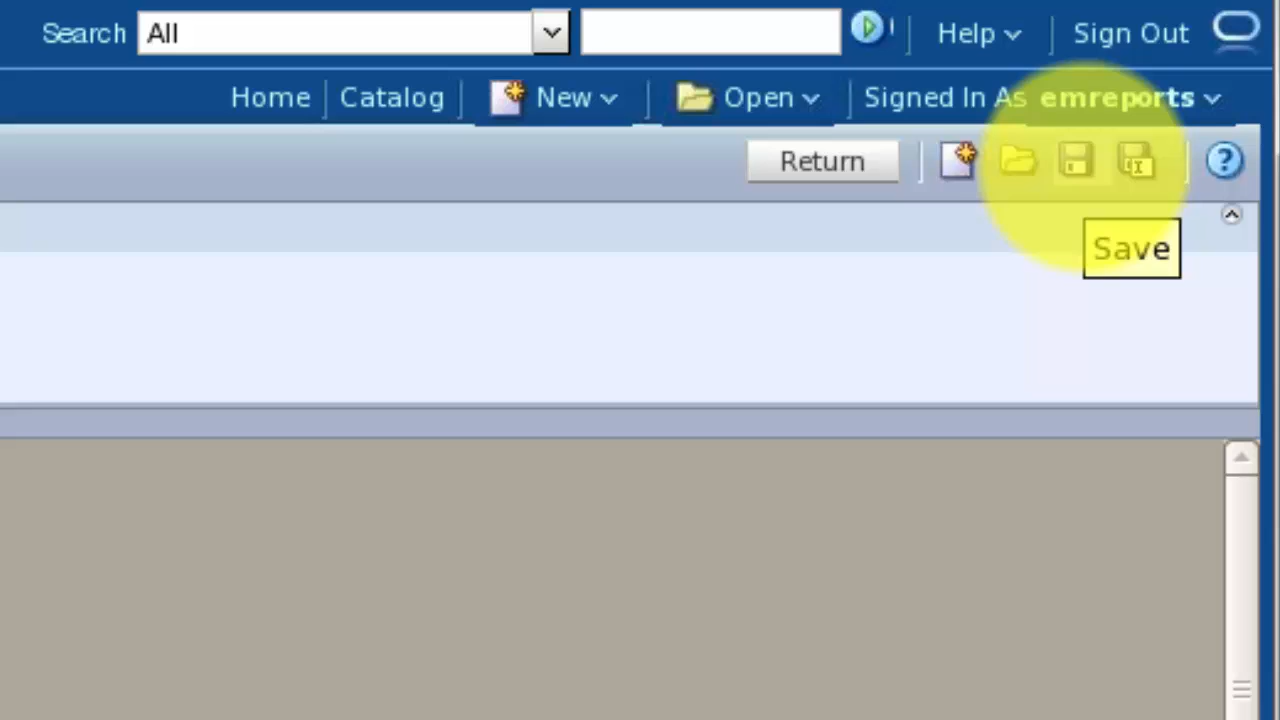 Search All Help Sign Out
Home Catalog New Open Signed In As emreports
Return
Save